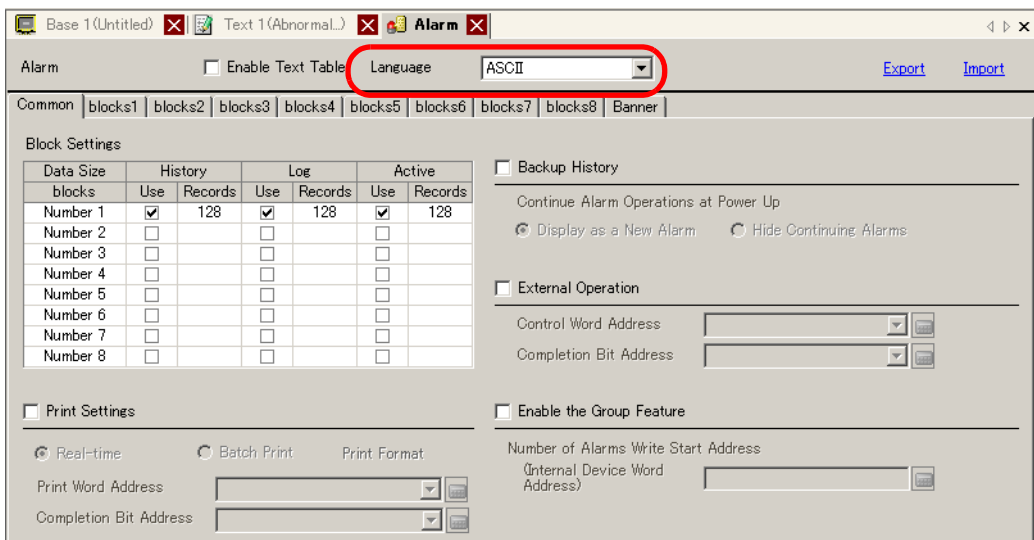 Base 1(Untitled) Text 1(Abnormal...) Alarm
Alarm Enable Text Table Language ASCII Export Import
Common blocks1 blocks2 blocks3 blocks4 blocks5 blocks6 blocks7 blocks8 Banner
Block Settings
Data Size History Log Active
blocks Use Records Use Records Use Records
Number 1 128 128 128
Number 2
Number 3
Number 4
Number 5
Number 6
Number 7
Number 8
Backup History
Continue Alarm Operations at Power Up
Display as a New Alarm Hide Continuing Alarms
External Operation
Control Word Address
Completion Bit Address
Print Settings
Real-time Batch Print Print Format
Print Word Address
Completion Bit Address
Enable the Group Feature
Number of Alarms Write Start Address
(Internal Device Word
Address)